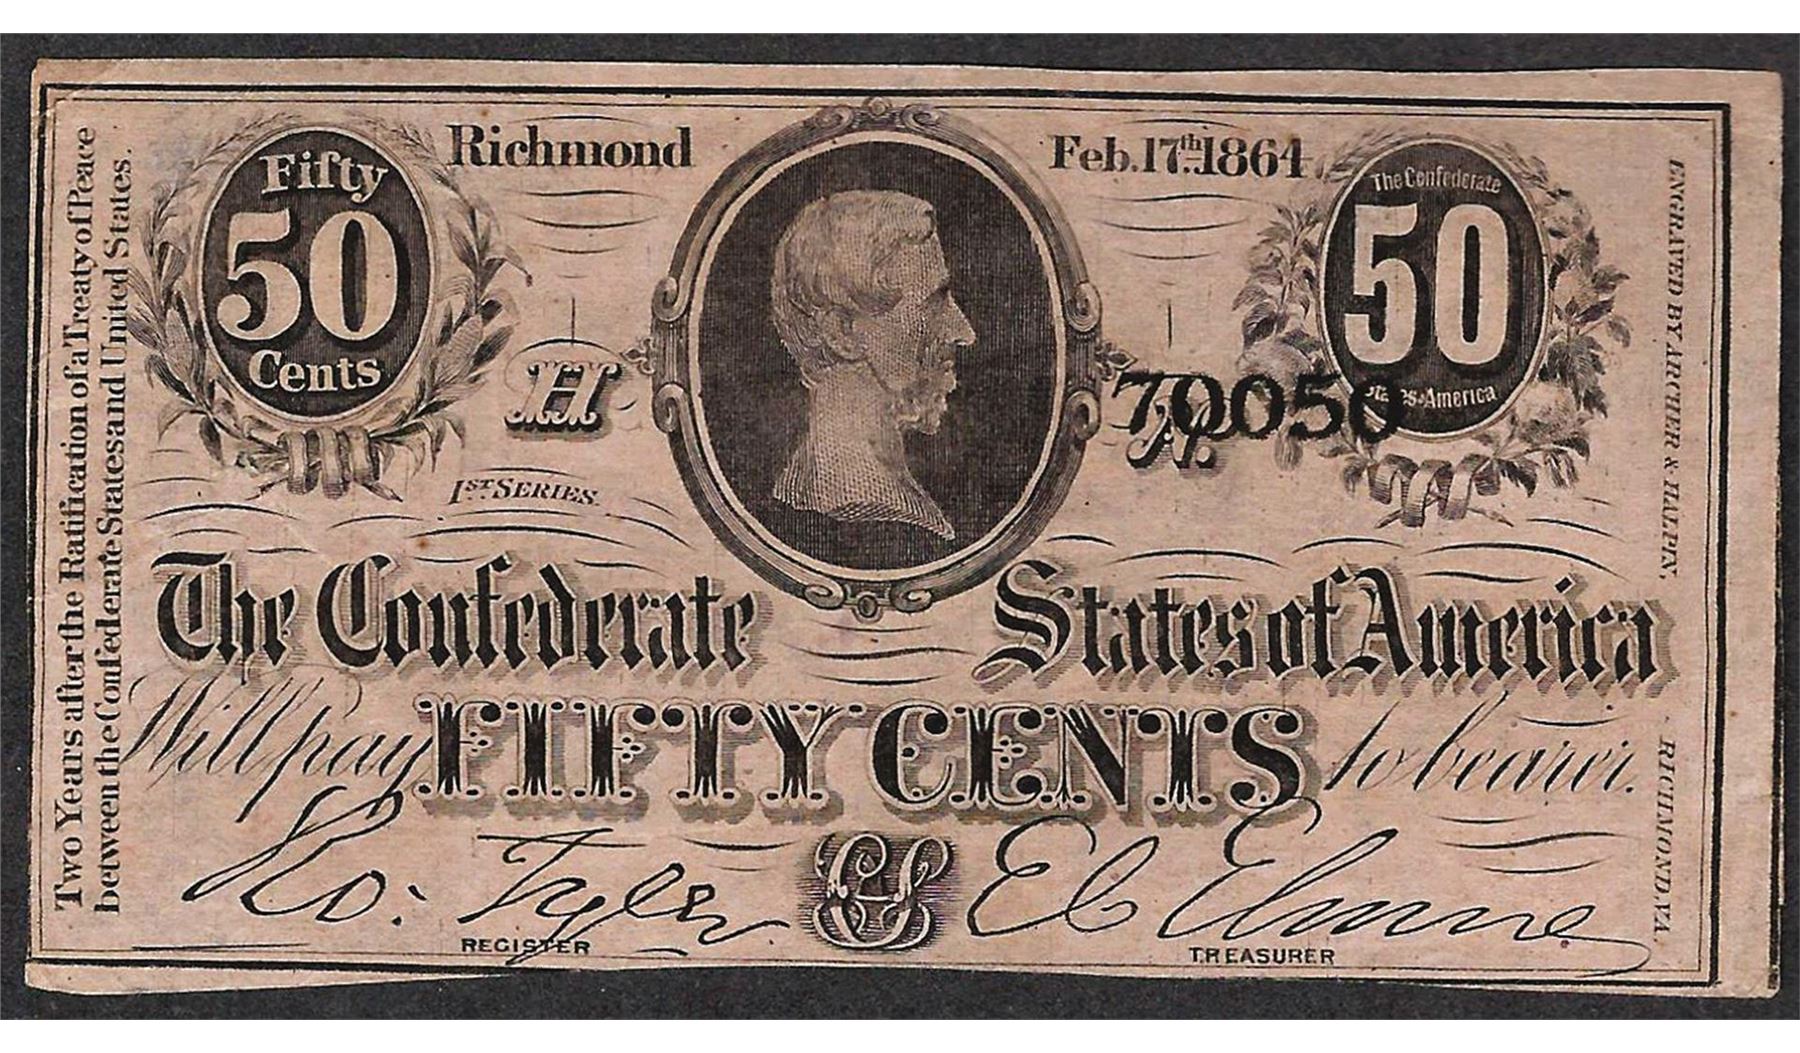 Richmond
Feb. 17th 1864
Fifty
50
Cents
The Confederate
50
States of America
H
1ST SERIES.
N.
70050
The Confederate States of America
Will pay FIFTY CENTS to bearer.
Ro: Tyler
REGISTER
CS
E C Elmore
TREASURER
Two Years after the Ratification of a Treaty of Peace
between the Confederate States and United States.
ENGRAVED BY ARCHER & HALPIN,
RICHMOND, VA.